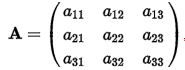 A = ( a11 a12 a13
a21 a22 a23
a31 a32 a33 ),